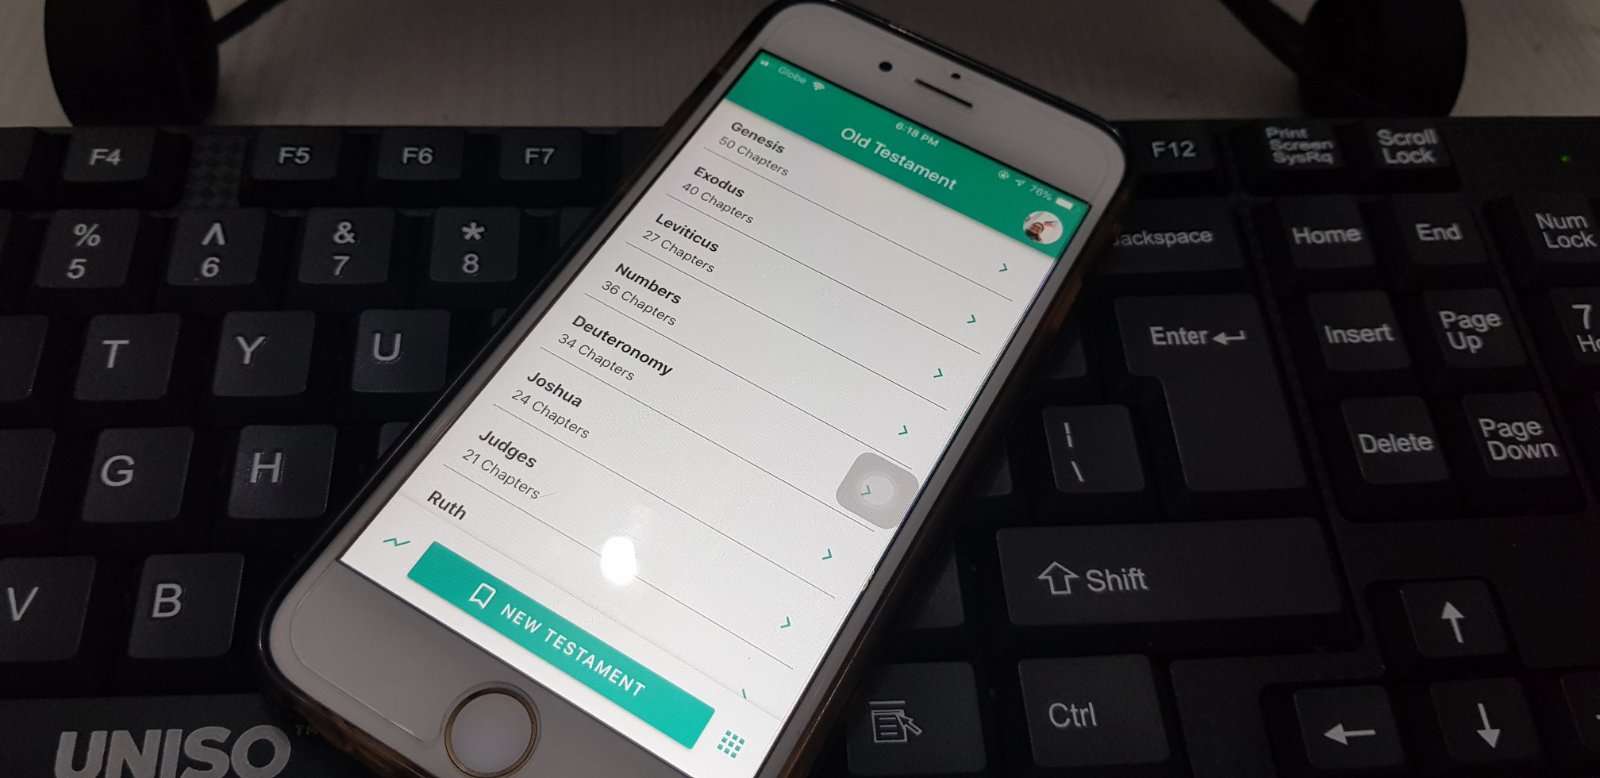 Globe
6:18 PM
76%
Old Testament
Genesis
50 Chapters
Exodus
40 Chapters
Leviticus
27 Chapters
Numbers
36 Chapters
Deuteronomy
34 Chapters
Joshua
24 Chapters
Judges
21 Chapters
Ruth
NEW TESTAMENT
F4
F5
F6
F7
F12
Print
Screen
SysRq
Scroll
Lock
%
5
^
6
&
7
*
8
Home
End
Num
Lock
T
Y
U
Enter
Insert
Page
Up
7
G
H
|
\
Delete
Page
Down
V
B
Shift
Ctrl
UNISO